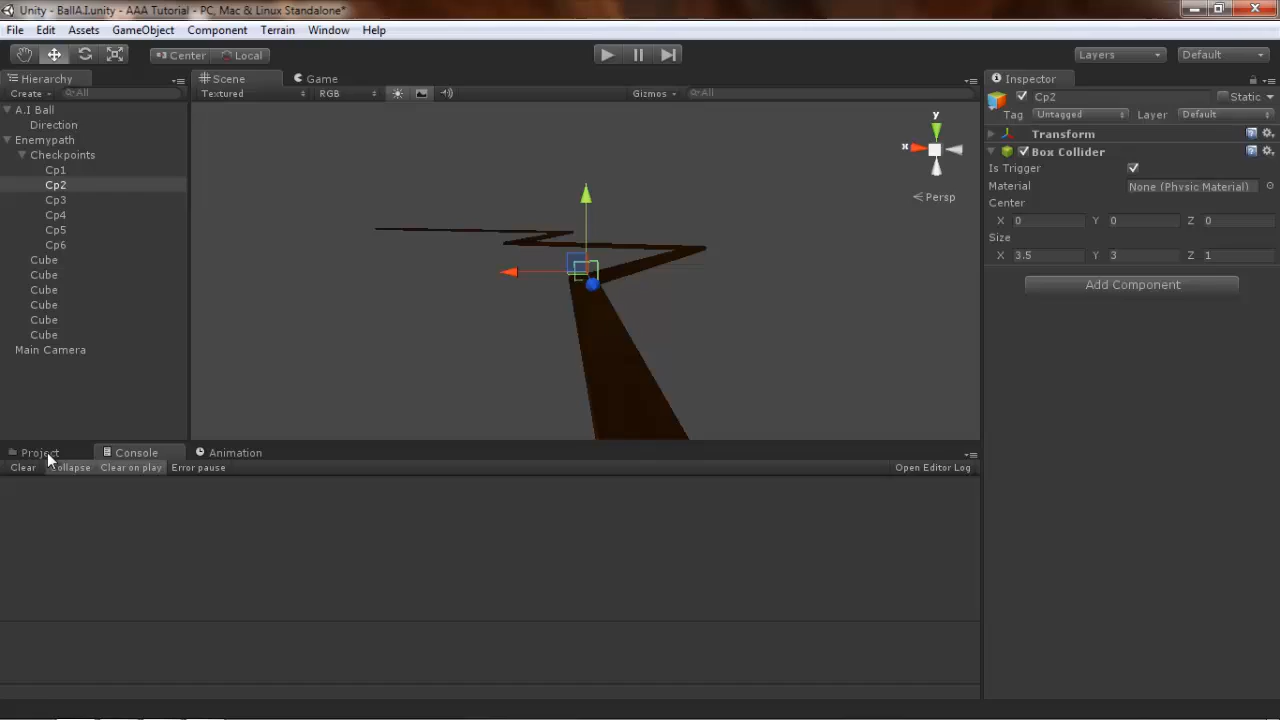 Unity - BallA.I.unity - AAA Tutorial - PC, Mac & Linux Standalone*
File Edit Assets GameObject Component Terrain Window Help
Center Local
Layers Default
Hierarchy
Create All
A.I Ball
Direction
Enemypath
Checkpoints
Cp1
Cp2
Cp3
Cp4
Cp5
Cp6
Cube
Cube
Cube
Cube
Cube
Cube
Main Camera
Scene Game
Textured RGB Gizmos All
y
x
Persp
Inspector
Cp2 Static
Tag Untagged Layer Default
Transform
Box Collider
Is Trigger
Material None (Physic Material)
Center
X 0 Y 0 Z 0
Size
X 3.5 Y 3 Z 1
Add Component
Project Console Animation
Clear Collapse Clear on play Error pause Open Editor Log